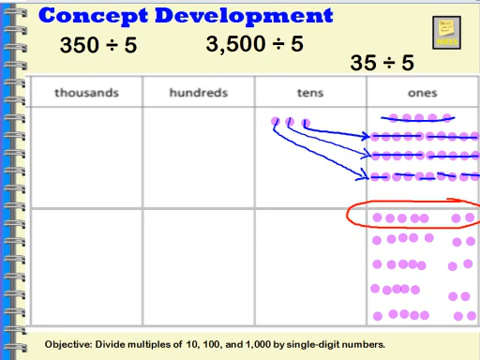 Concept Development
350 ÷ 5
3,500 ÷ 5
35 ÷ 5
thousands
hundreds
tens
ones
Objective: Divide multiples of 10, 100, and 1,000 by single-digit numbers.